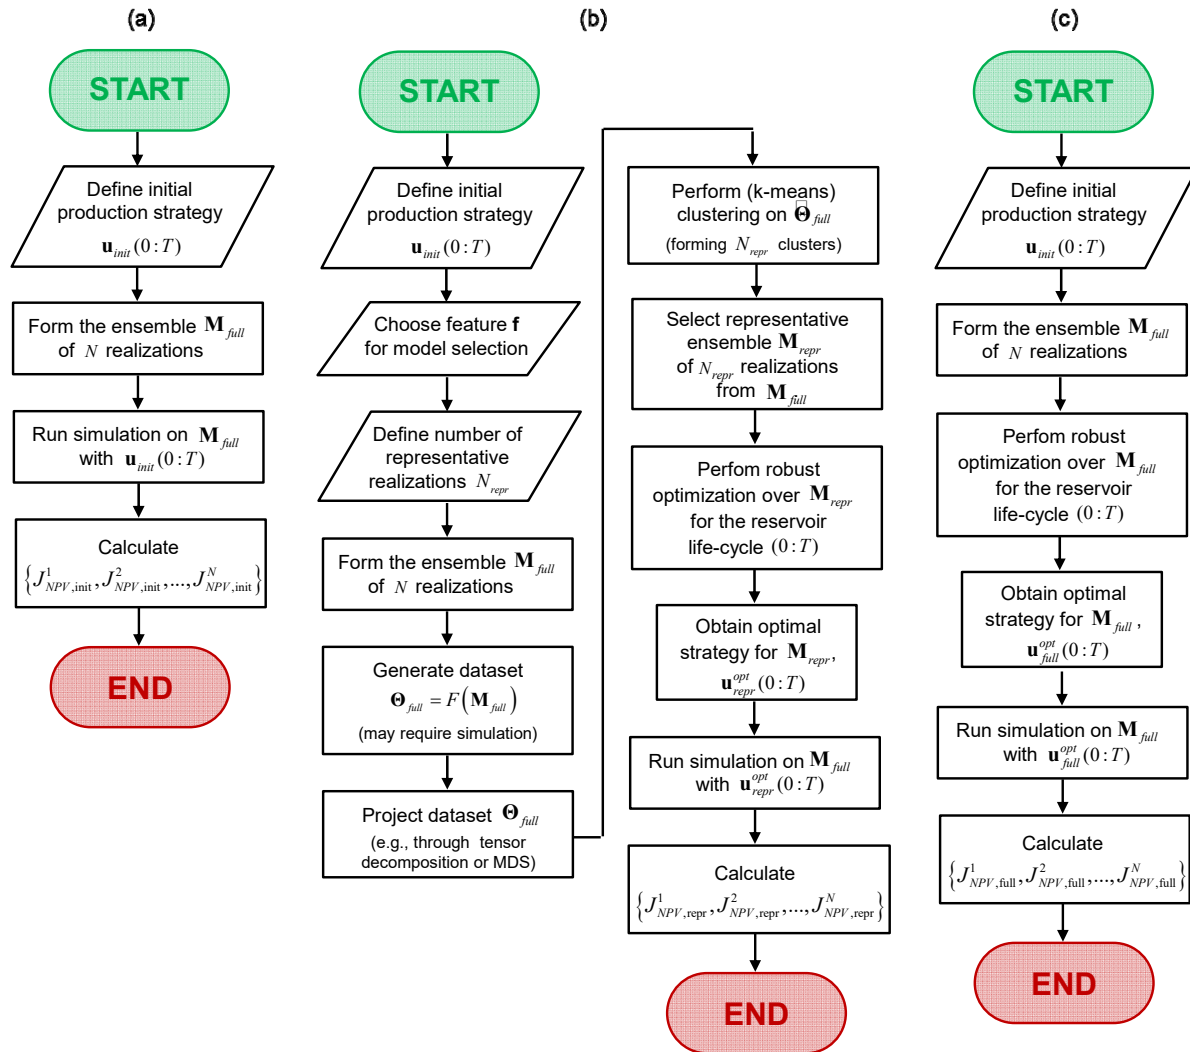 (a)
START
Define initial
production strategy
u_init (0 : T)
Form the ensemble M_full
of N realizations
Run simulation on M_full
with u_init (0 : T)
Calculate
{J^1_NPV,init , J^2_NPV,init ,..., J^N_NPV,init}
END
(b)
START
Define initial
production strategy
u_init (0 : T)
Choose feature f
for model selection
Define number of
representative
realizations N_repr
Form the ensemble M_full
of N realizations
Generate dataset
Θ_full = F(M_full)
(may require simulation)
Project dataset Θ_full
(e.g., through tensor
decomposition or MDS)
Perform (k-means)
clustering on Θ̅_full
(forming N_repr clusters)
Select representative
ensemble M_repr
of N_repr realizations
from M_full
Perfom robust
optimization over M_repr
for the reservoir
life-cycle (0 : T)
Obtain optimal
strategy for M_repr,
u^opt_repr (0 : T)
Run simulation on M_full
with u^opt_repr (0 : T)
Calculate
{J^1_NPV,repr , J^2_NPV,repr ,..., J^N_NPV,repr}
END
(c)
START
Define initial
production strategy
u_init (0 : T)
Form the ensemble M_full
of N realizations
Perfom robust
optimization over M_full
for the reservoir
life-cycle (0 : T)
Obtain optimal
strategy for M_full ,
u^opt_full (0 : T)
Run simulation on M_full
with u^opt_full (0 : T)
Calculate
{J^1_NPV,full , J^2_NPV,full ,..., J^N_NPV,full}
END